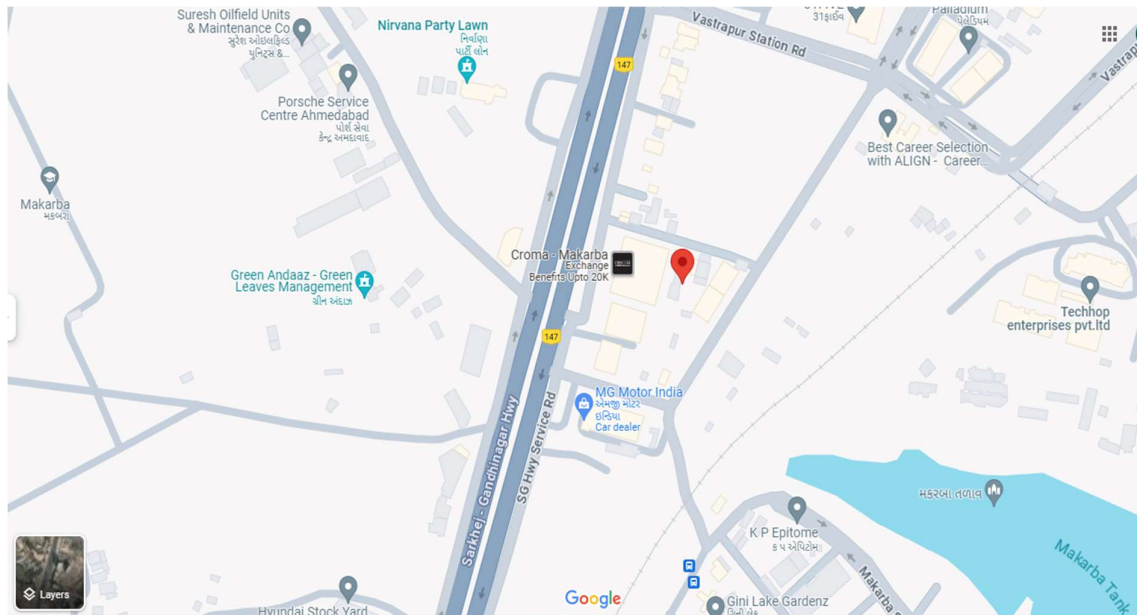 Suresh Oilfield Units
& Maintenance Co
સુરેશ ઓઇલફિલ્ડ
યુનિટ્સ &...
Nirvana Party Lawn
નિર્વાણા
પાર્ટી લોન
147
Vastrapur Station Rd
31ફાઈવ
Palladium
પેલેડિયમ
Vastrapur
Porsche Service
Centre Ahmedabad
પોર્શ સેવા
કેન્દ્ર અમદાવાદ
Best Career Selection
with ALIGN - Career...
Makarba
મકબરા
Croma - Makarba
Exchange
Benefits Upto 20K
Green Andaaz - Green
Leaves Management
ગ્રીન અંદાઝ
Techhop
enterprises pvt.ltd
147
MG Motor India
એમજી મોટર
ઇન્ડિયા
Car dealer
Sarkhej - Gandhinagar Hwy
SG Hwy Service Rd
મકરબા તળાવ
K P Epitome
ક પ એપિટોમ
Makarba Tank
Makarba
Layers
Hyundai Stock Yard
Google
Gini Lake Gardenz